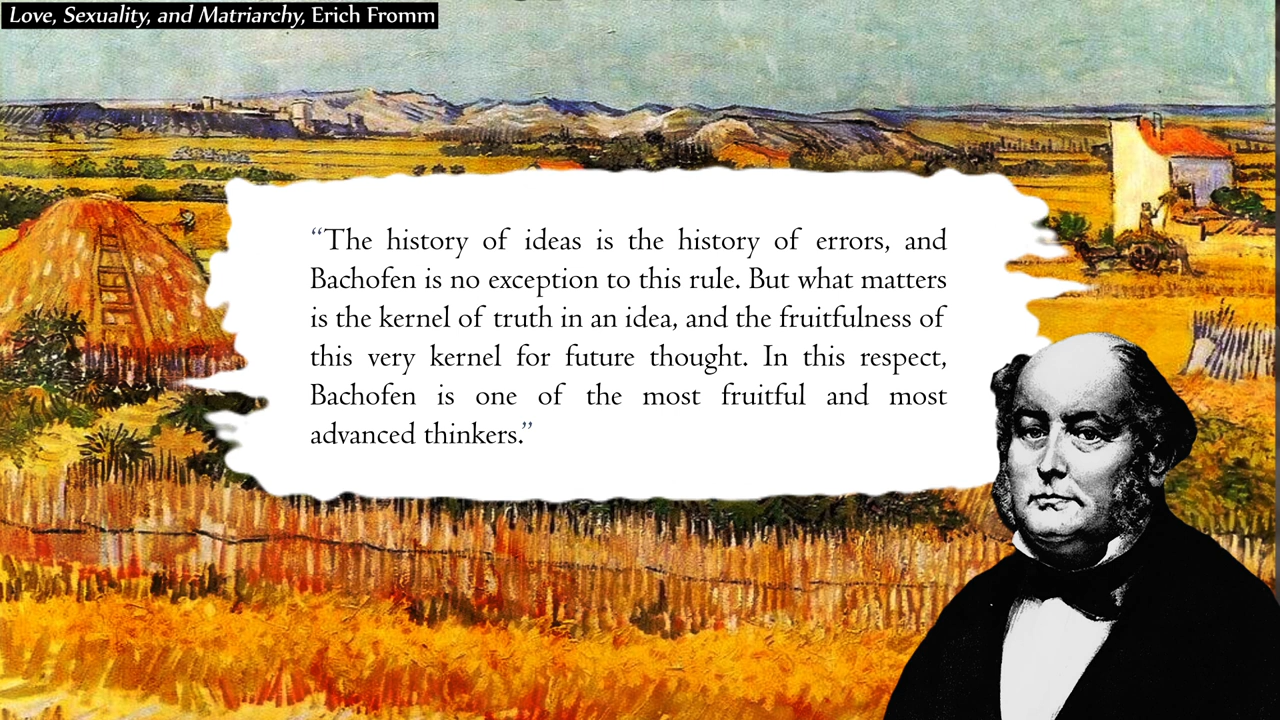 Love, Sexuality, and Matriarchy, Erich Fromm
“The history of ideas is the history of errors, and
Bachofen is no exception to this rule. But what matters
is the kernel of truth in an idea, and the fruitfulness of
this very kernel for future thought. In this respect,
Bachofen is one of the most fruitful and most
advanced thinkers.”